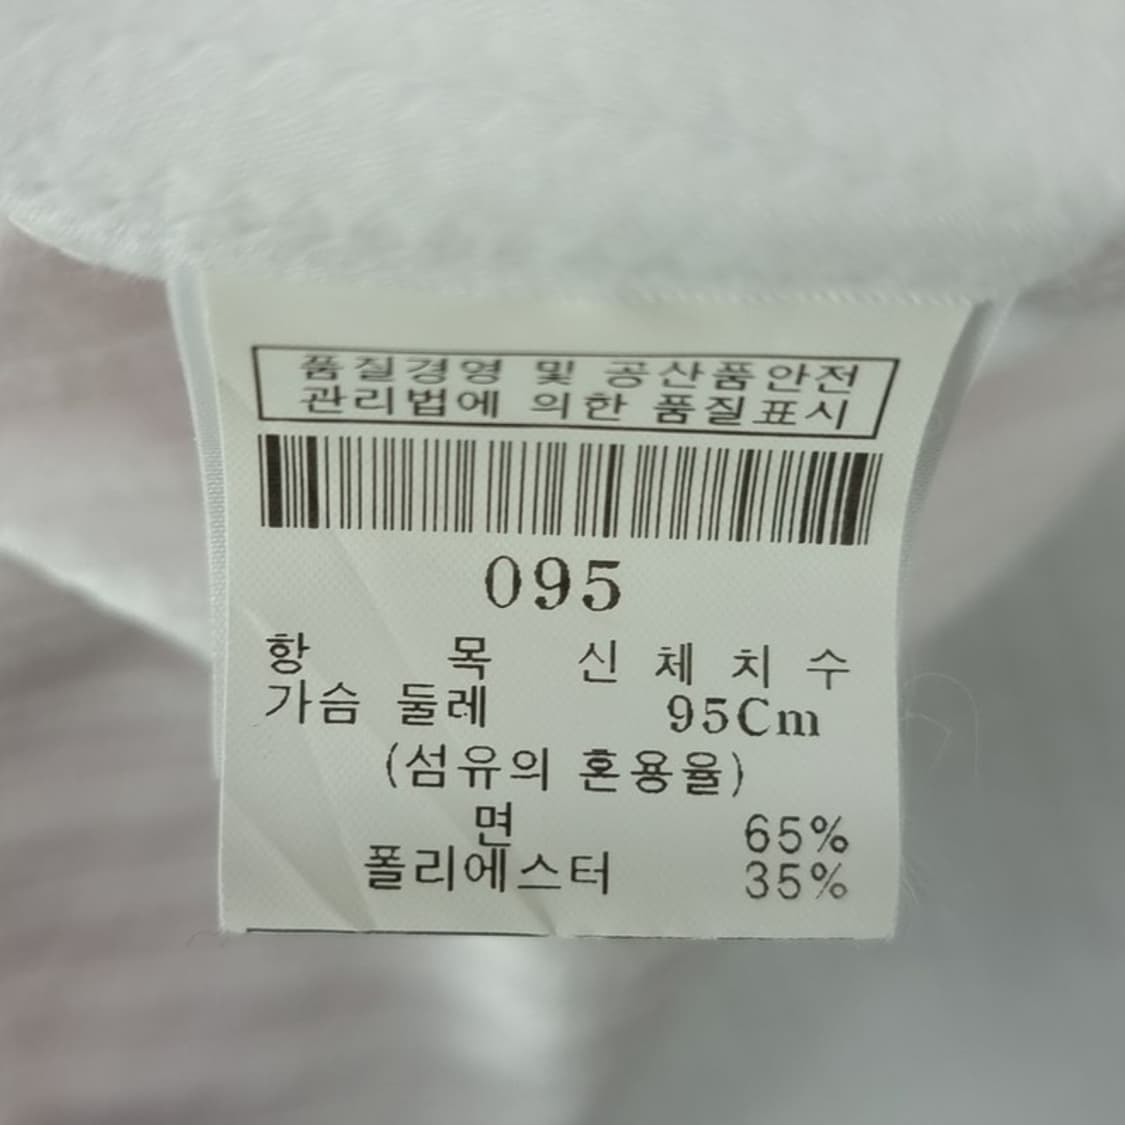 품질경영 및 공산품안전
관리법에 의한 품질표시
095
항 목 신 체 치 수
가슴 둘레 95Cm
(섬유의 혼용율)
면 65%
폴리에스터 35%